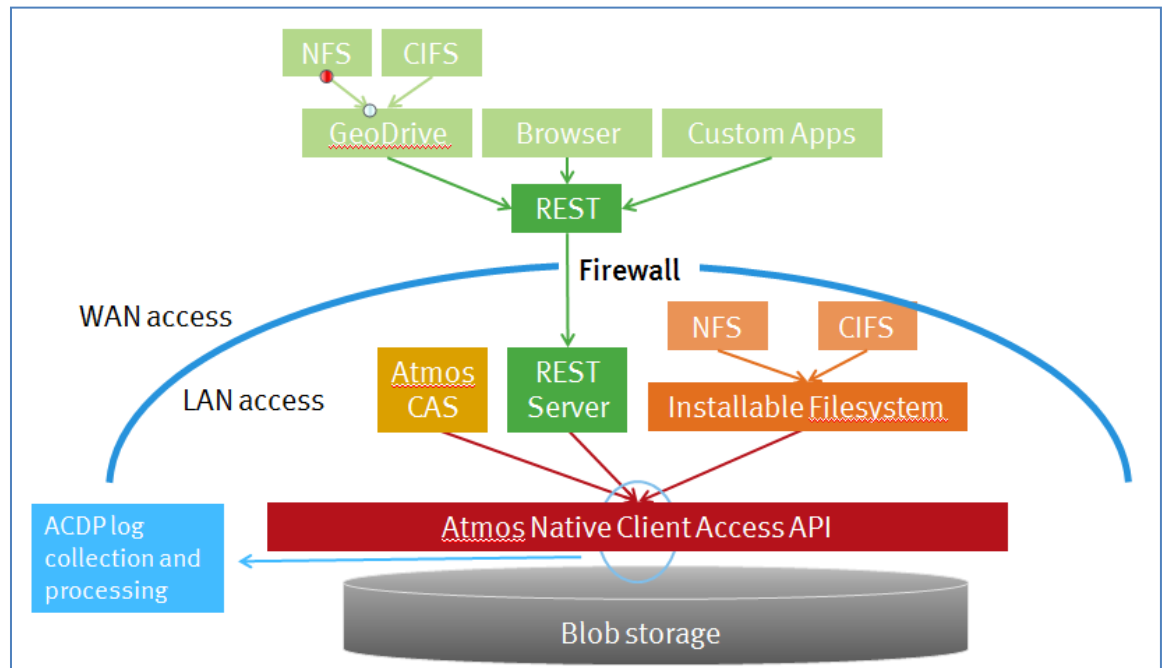 NFS
CIFS
GeoDrive
Browser
Custom Apps
REST
Firewall
WAN access
NFS
CIFS
LAN access
Atmos
CAS
REST
Server
Installable Filesystem
ACDP log
collection and
processing
Atmos Native Client Access API
Blob storage